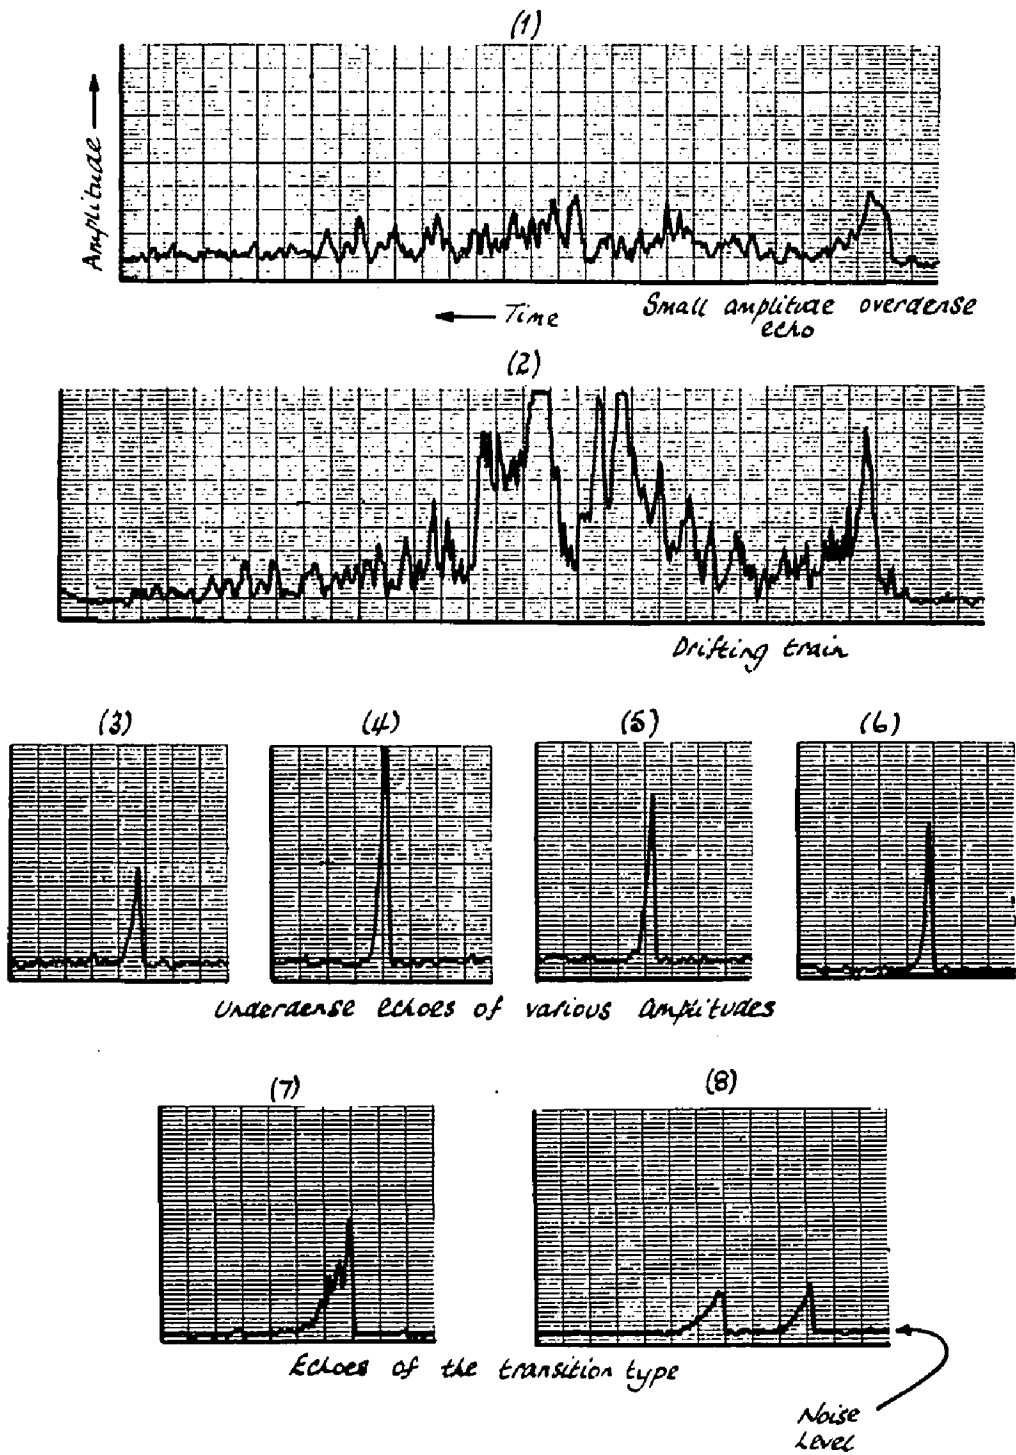 (1)
Amplitude
Time
Small amplitude overdense
echo
(2)
Drifting train
(3) (4) (5) (6)
Underdense echoes of various amplitudes
(7) (8)
Echoes of the transition type
Noise
Level